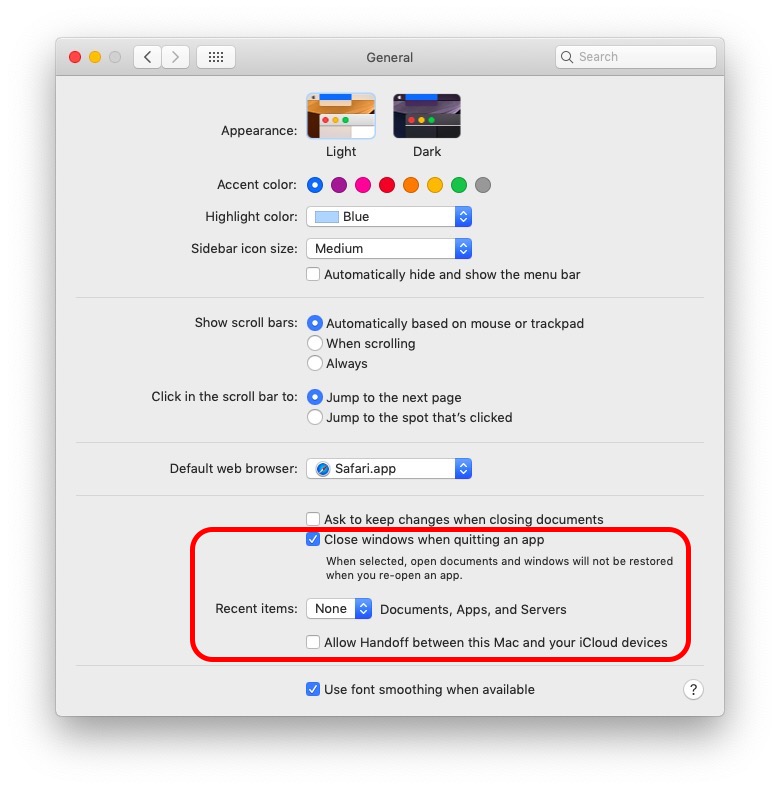 General
Search
Appearance:
Light
Dark
Accent color:
Highlight color: Blue
Sidebar icon size: Medium
Automatically hide and show the menu bar
Show scroll bars: Automatically based on mouse or trackpad
When scrolling
Always
Click in the scroll bar to: Jump to the next page
Jump to the spot that's clicked
Default web browser: Safari.app
Ask to keep changes when closing documents
Close windows when quitting an app
When selected, open documents and windows will not be restored
when you re-open an app.
Recent items: None Documents, Apps, and Servers
Allow Handoff between this Mac and your iCloud devices
Use font smoothing when available
?